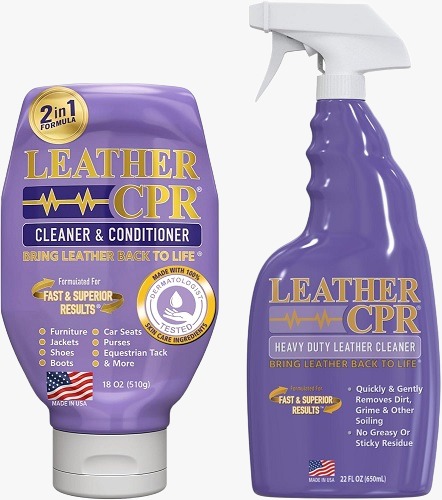 2 in 1
FORMULA
LEATHER
CPR®
CLEANER & CONDITIONER
BRING LEATHER BACK TO LIFE®
Formulated For
FAST & SUPERIOR
RESULTS®
MADE WITH 100%
DERMATOLOGIST
TESTED
SKIN CARE INGREDIENTS
• Furniture
• Jackets
• Shoes
• Boots
• Car Seats
• Purses
• Equestrian Tack
• & More
MADE IN USA
18 OZ (510g)
LEATHER
CPR®
HEAVY DUTY LEATHER CLEANER
BRING LEATHER BACK TO LIFE®
Formulated For
FAST & SUPERIOR
RESULTS®
• Quickly & Gently
Removes Dirt,
Grime & Other
Soiling
• No Greasy Or
Sticky Residue
MADE IN USA
22 FL OZ (650mL)